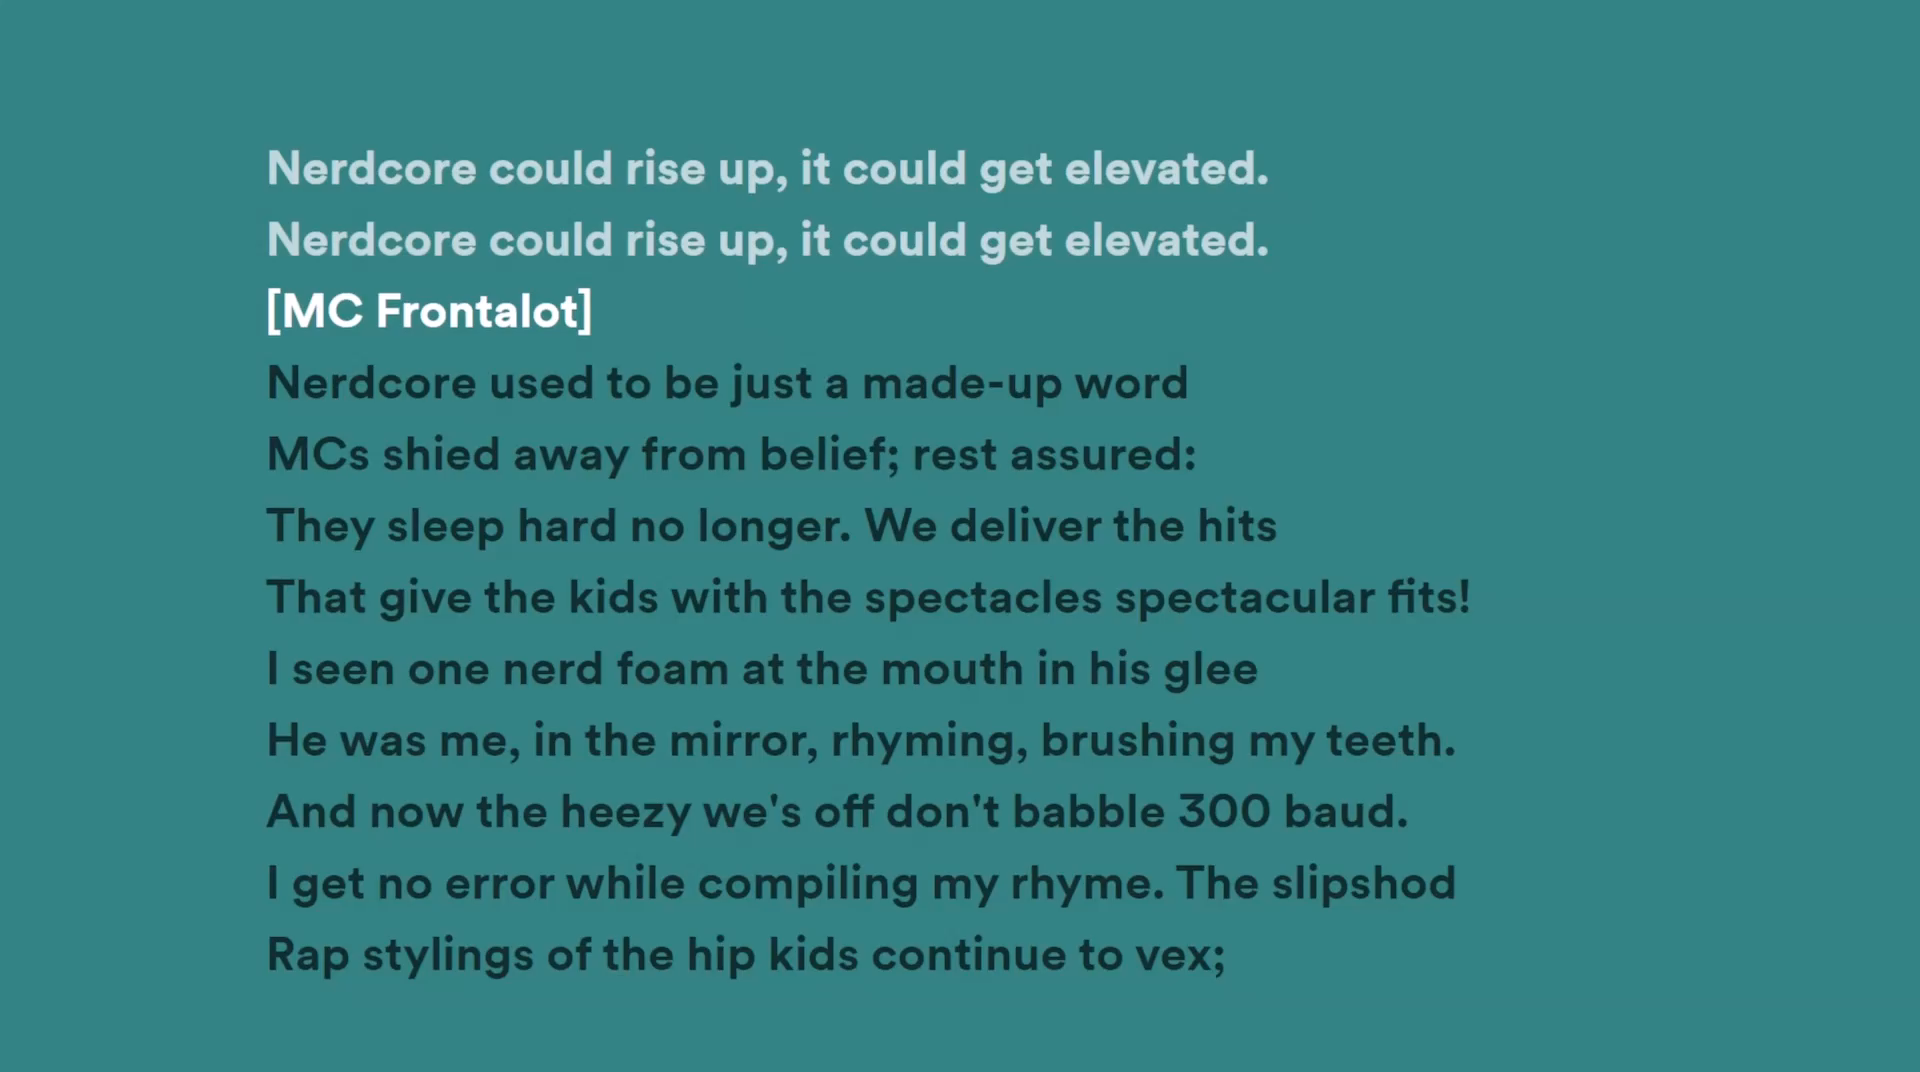 Nerdcore could rise up, it could get elevated.
Nerdcore could rise up, it could get elevated.
[MC Frontalot]
Nerdcore used to be just a made-up word
MCs shied away from belief; rest assured:
They sleep hard no longer. We deliver the hits
That give the kids with the spectacles spectacular fits!
I seen one nerd foam at the mouth in his glee
He was me, in the mirror, rhyming, brushing my teeth.
And now the heezy we's off don't babble 300 baud.
I get no error while compiling my rhyme. The slipshod
Rap stylings of the hip kids continue to vex;